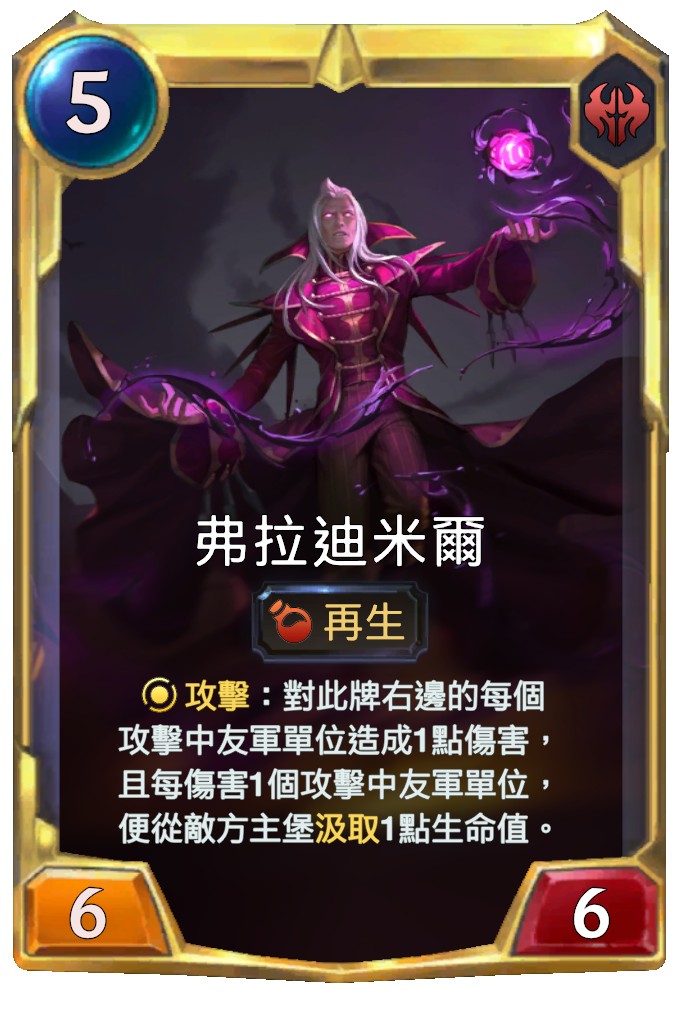 5
弗拉迪米爾
再生
攻擊：對此牌右邊的每個
攻擊中友軍單位造成1點傷害，
且每傷害1個攻擊中友軍單位，
便從敵方主堡汲取1點生命值。
6
6